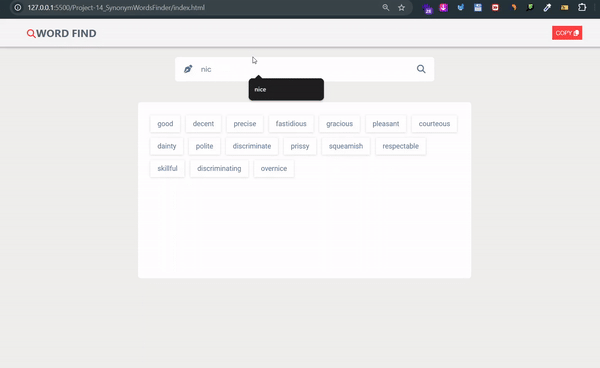 127.0.0.1:5500/Project-14_SynonymWordsFinder/index.html
26
WORD FIND
COPY
nic
nice
good decent precise fastidious gracious pleasant courteous
dainty polite discriminate prissy squeamish respectable
skillful discriminating overnice